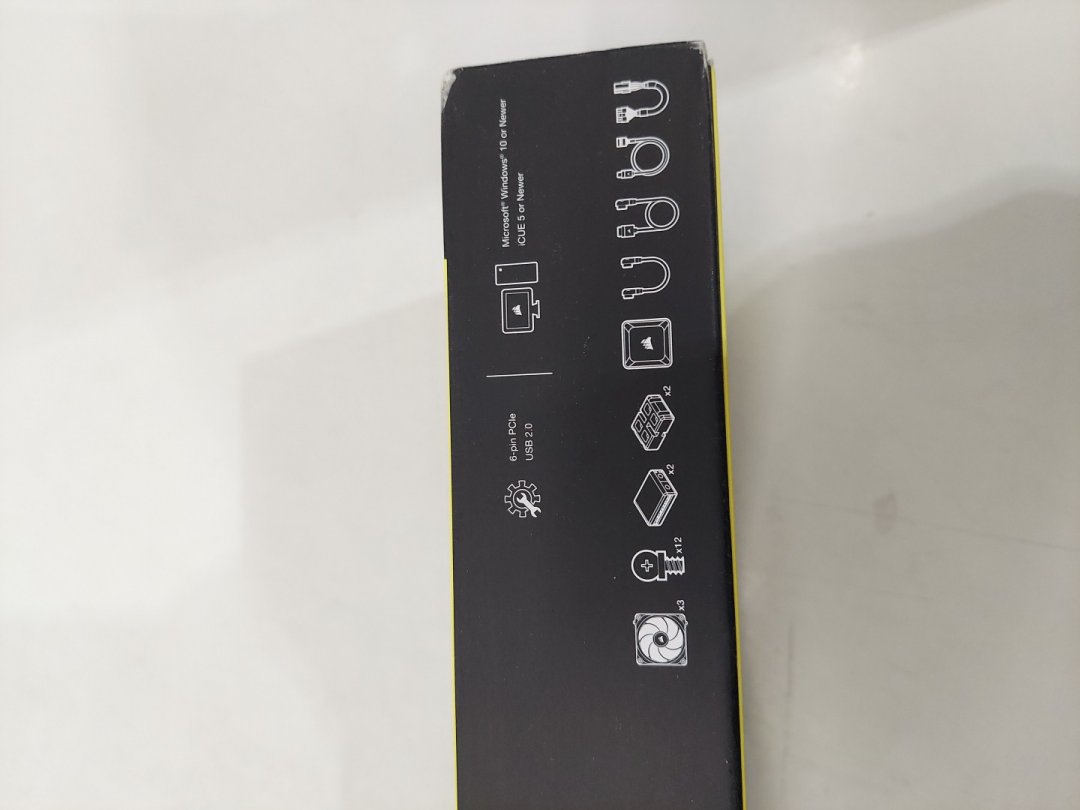 6-pin PCIe
USB 2.0
Microsoft® Windows® 10 or Newer
iCUE 5 or Newer
x3
x12
x2
x2